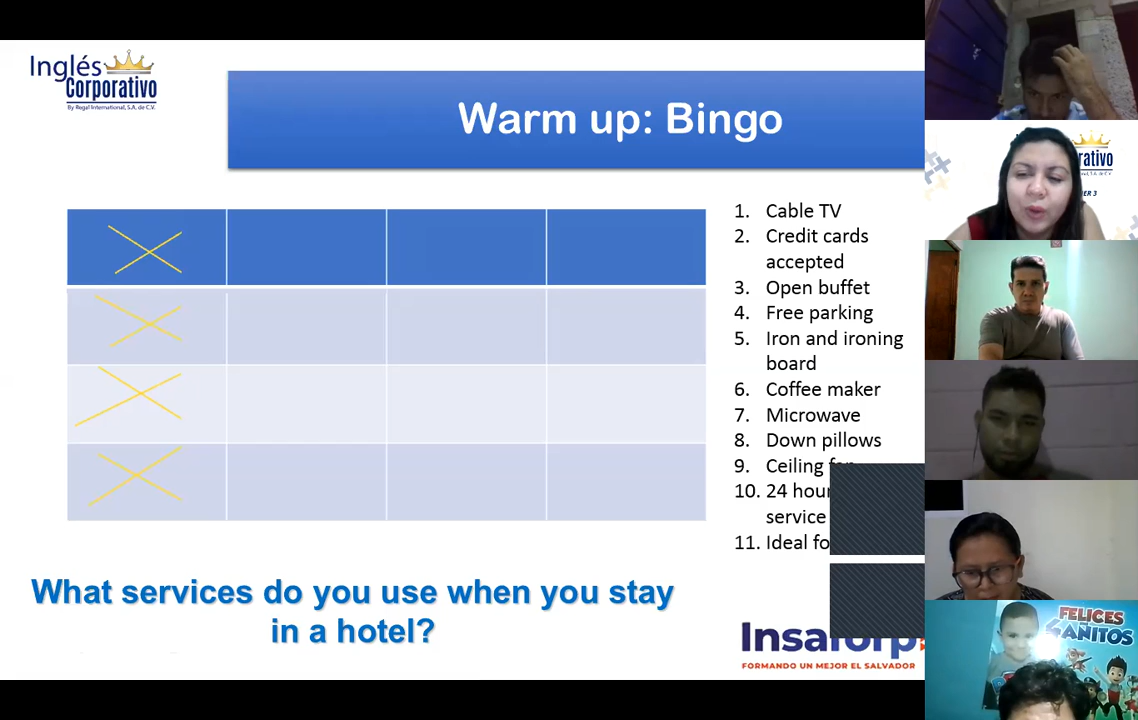 Inglés
Corporativo
By Regal International, S.A. de C.V.
Warm up: Bingo
1. Cable TV
2. Credit cards
accepted
3. Open buffet
4. Free parking
5. Iron and ironing
board
6. Coffee maker
7. Microwave
8. Down pillows
9. Ceiling
10. 24 hour
service
11. Ideal
What services do you use when you stay
in a hotel?
Insaforp
FORMANDO UN MEJOR EL SALVADOR
FELICES
AÑITOS